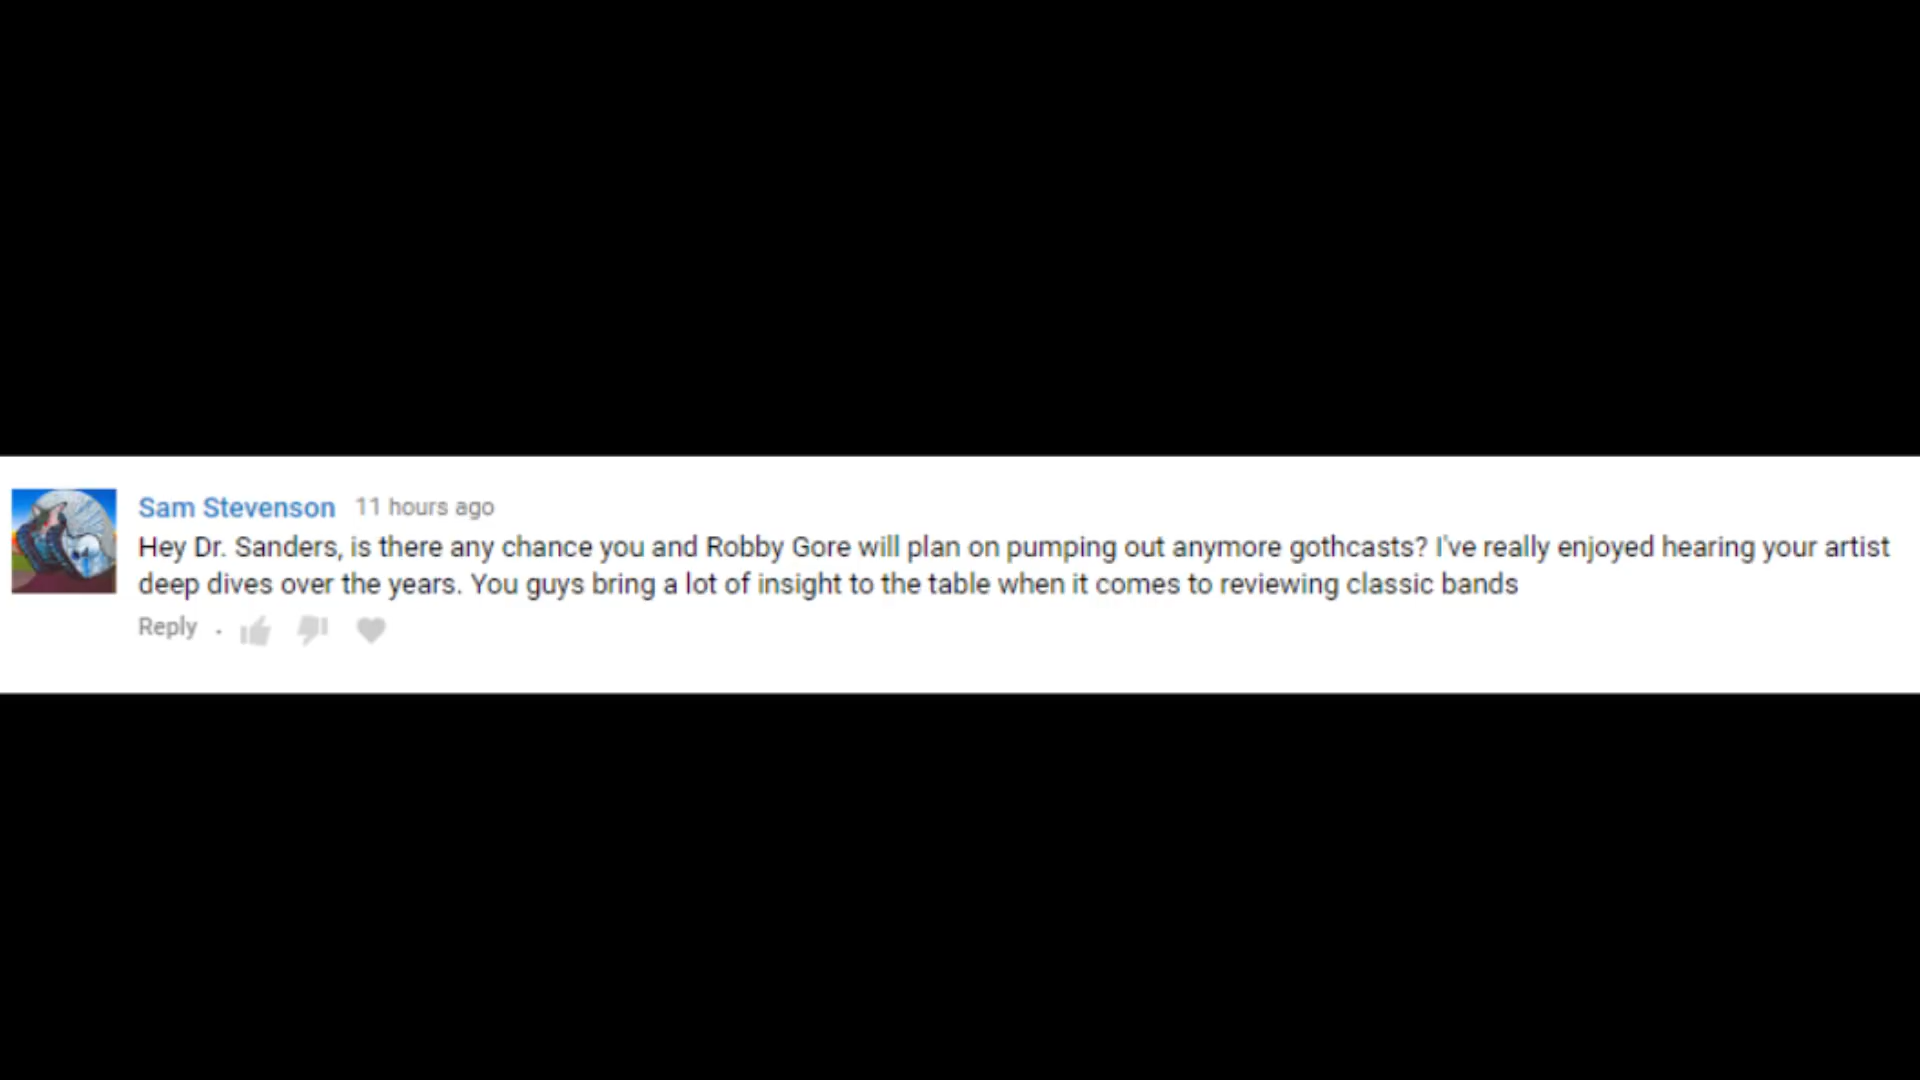 Sam Stevenson 11 hours ago
Hey Dr. Sanders, is there any chance you and Robby Gore will plan on pumping out anymore gothcasts? I've really enjoyed hearing your artist
deep dives over the years. You guys bring a lot of insight to the table when it comes to reviewing classic bands
Reply .